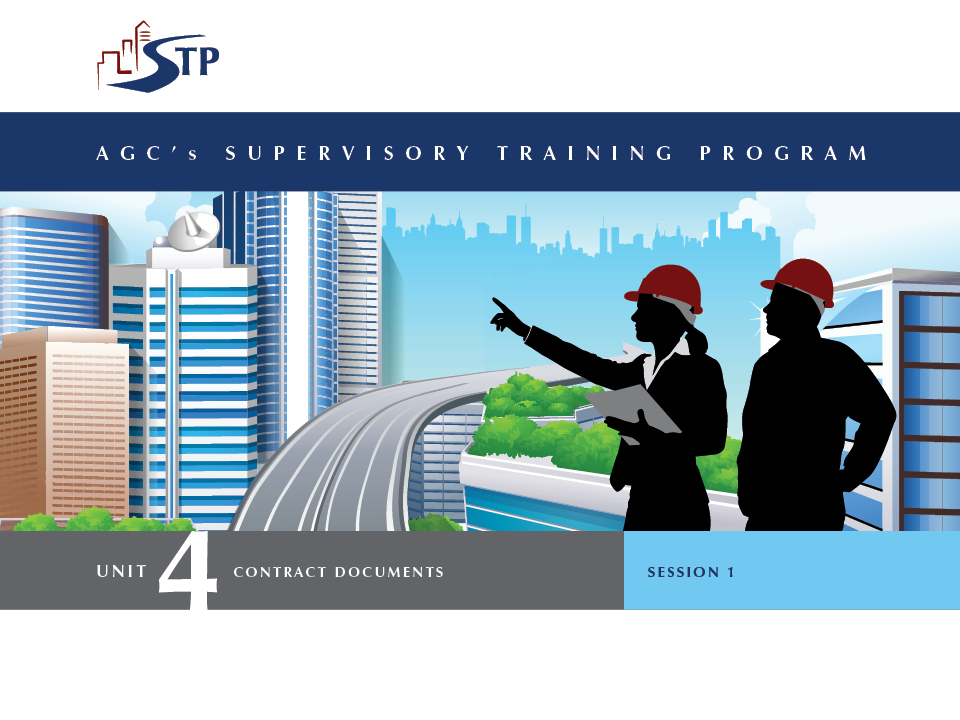 STP
AGC's SUPERVISORY TRAINING PROGRAM
UNIT 4 CONTRACT DOCUMENTS
SESSION 1